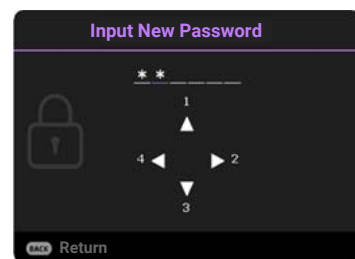 Input New Password
* * _ _ _ _
1
4 2
3
BACK Return